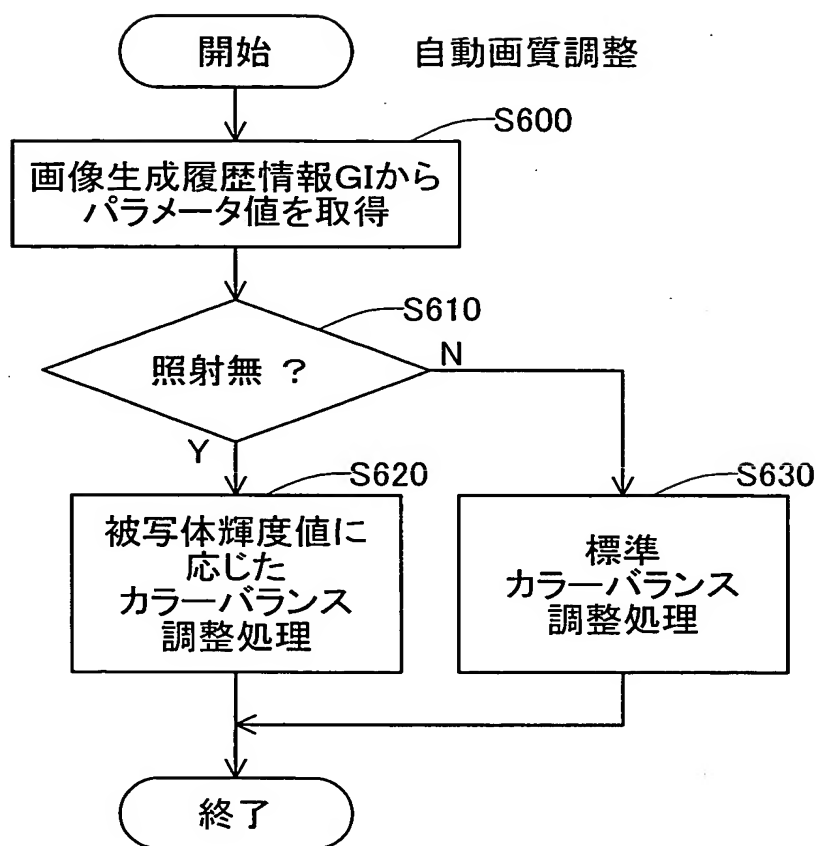 開始
自動画質調整
S600
画像生成履歴情報GIから
パラメータ値を取得
S610
照射無 ?
N
Y
S620
被写体輝度値に
応じた
カラーバランス
調整処理
S630
標準
カラーバランス
調整処理
終了